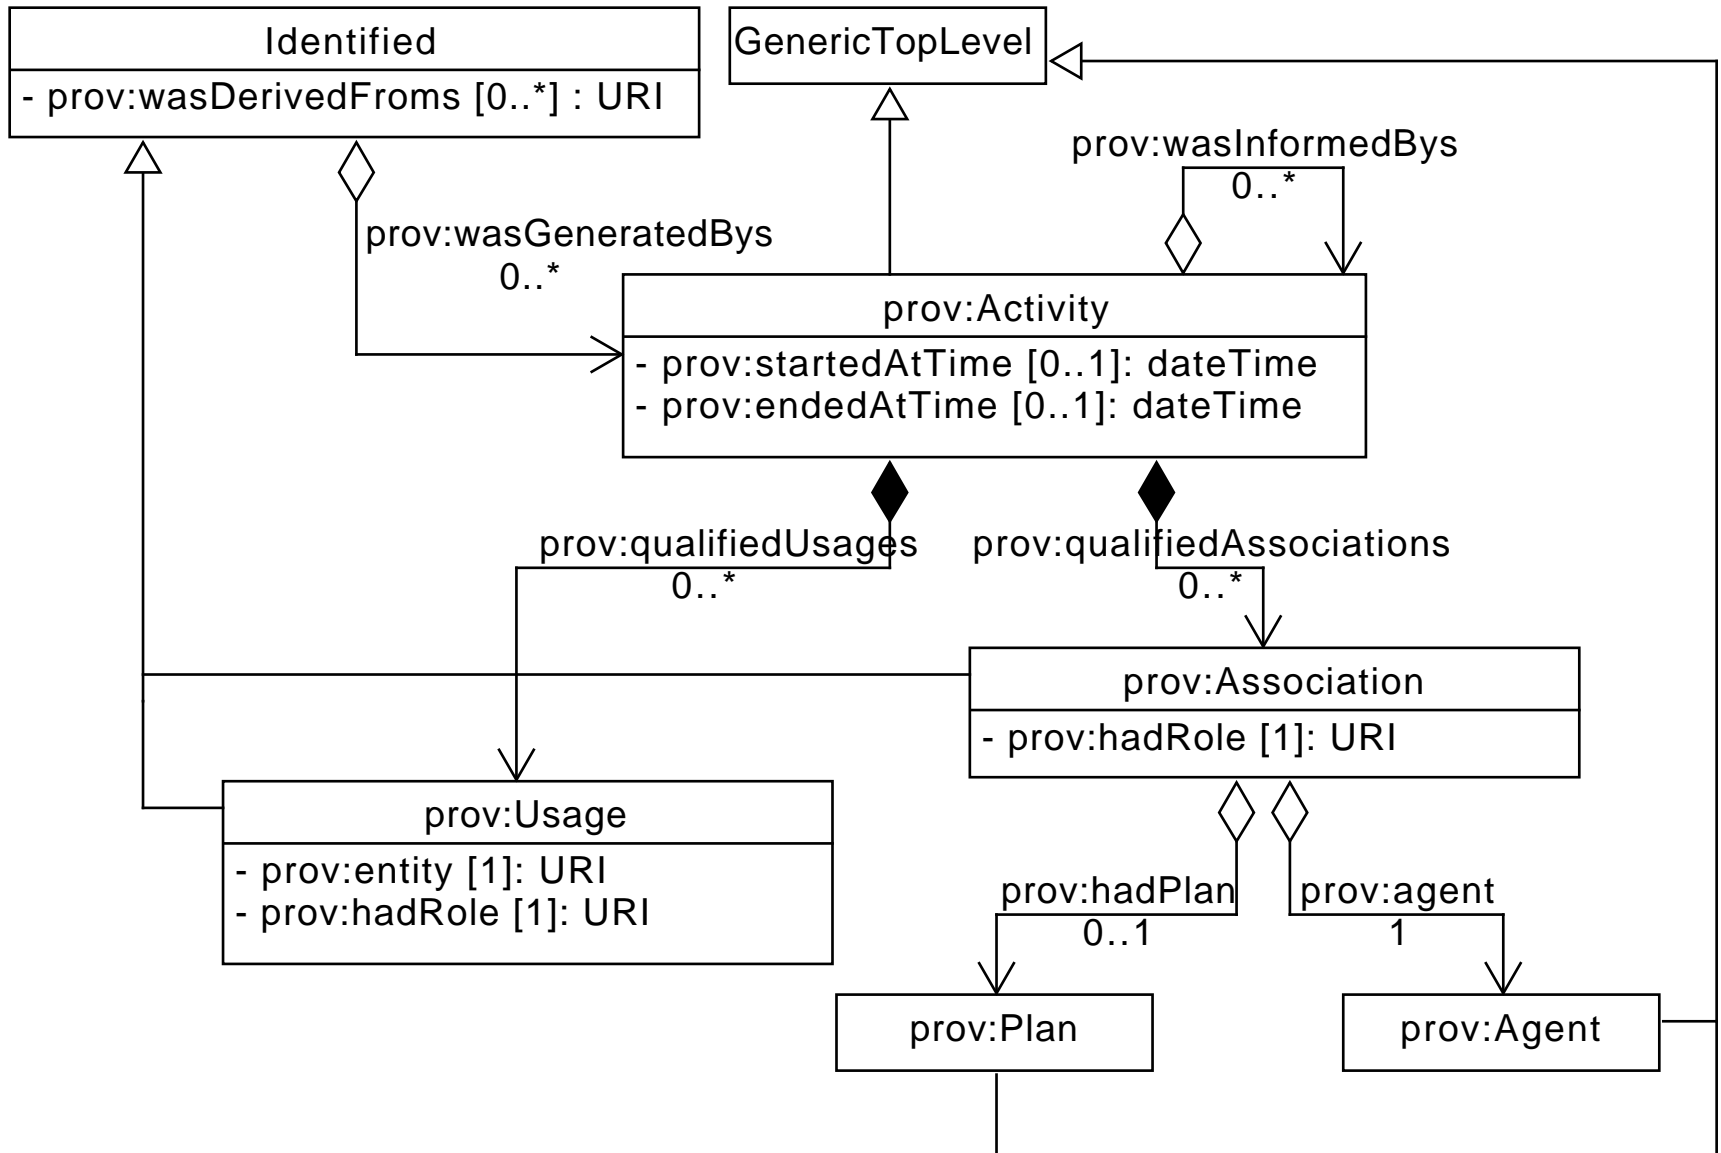 Identified
- prov:wasDerivedFroms [0..*] : URI
GenericTopLevel
prov:wasInformedBys
0..*
prov:wasGeneratedBys
0..*
prov:Activity
- prov:startedAtTime [0..1]: dateTime
- prov:endedAtTime [0..1]: dateTime
prov:qualifiedUsages
0..*
prov:qualifiedAssociations
0..*
prov:Association
- prov:hadRole [1]: URI
prov:Usage
- prov:entity [1]: URI
- prov:hadRole [1]: URI
prov:hadPlan
0..1
prov:agent
1
prov:Plan
prov:Agent